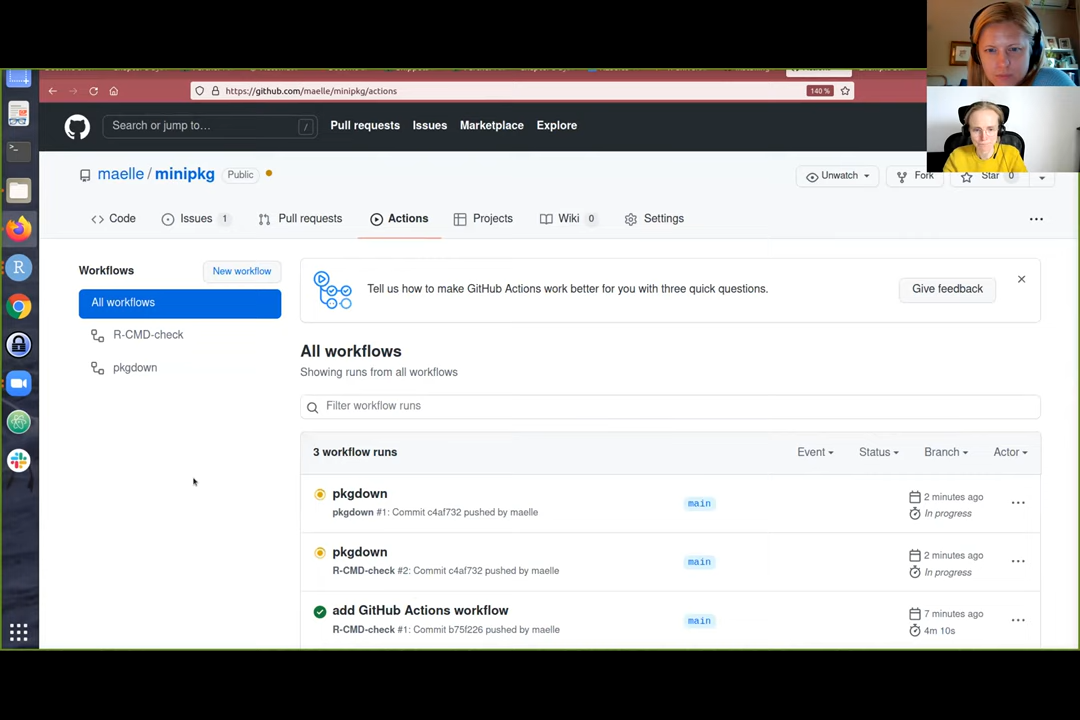 https://github.com/maelle/minipkg/actions
140 %
Search or jump to…
/
Pull requests
Issues
Marketplace
Explore
maelle / minipkg
Public
Unwatch
Fork
Star 0
Code
Issues 1
Pull requests
Actions
Projects
Wiki 0
Settings
Workflows
New workflow
All workflows
R-CMD-check
pkgdown
Tell us how to make GitHub Actions work better for you with three quick questions.
Give feedback
All workflows
Showing runs from all workflows
Filter workflow runs
3 workflow runs
Event
Status
Branch
Actor
pkgdown
pkgdown #1: Commit c4af732 pushed by maelle
main
2 minutes ago
In progress
pkgdown
R-CMD-check #2: Commit c4af732 pushed by maelle
main
2 minutes ago
In progress
add GitHub Actions workflow
R-CMD-check #1: Commit b75f226 pushed by maelle
main
7 minutes ago
4m 10s